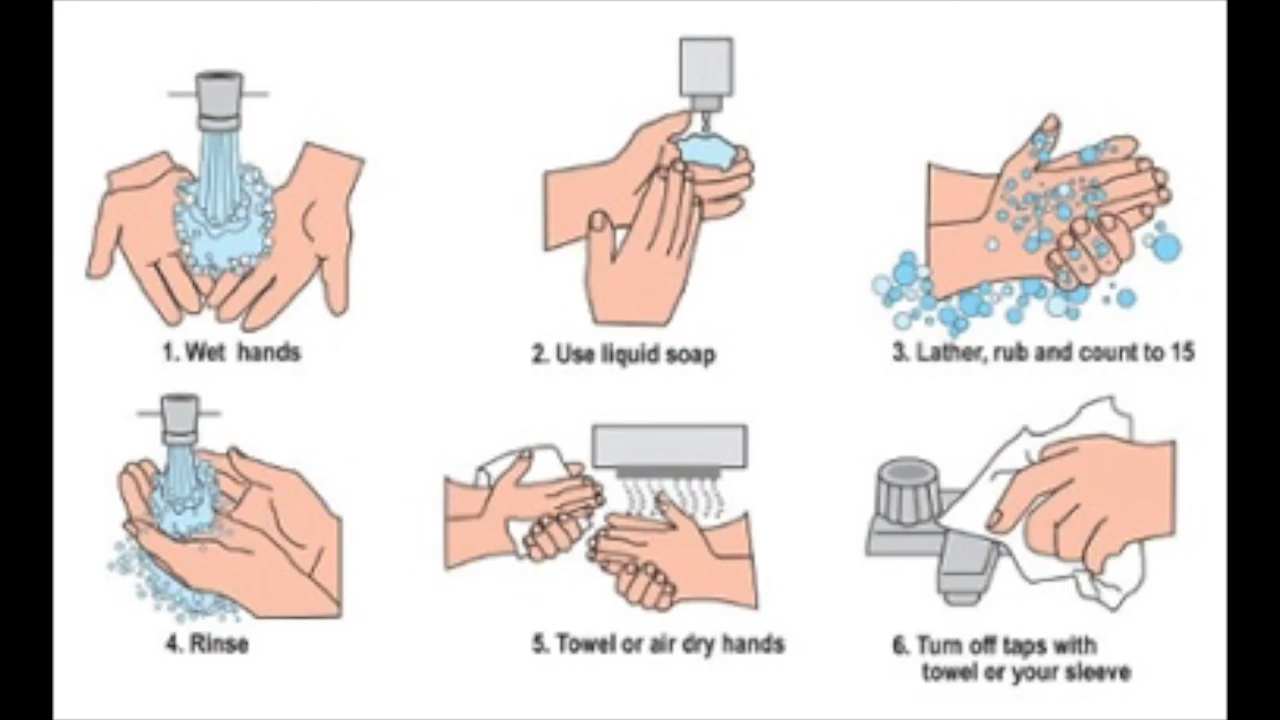 1. Wet hands
2. Use liquid soap
3. Lather, rub and count to 15
4. Rinse
5. Towel or air dry hands
6. Turn off taps with
towel or your sleeve